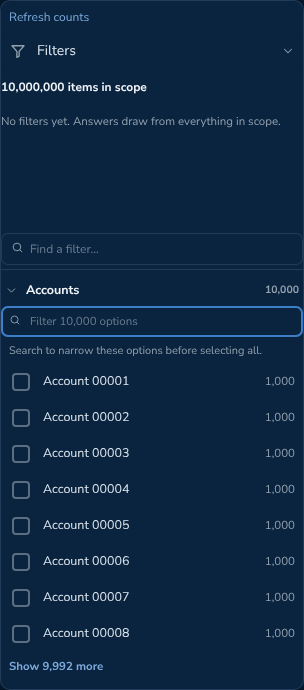 Refresh counts
Filters
10,000,000 items in scope
No filters yet. Answers draw from everything in scope.
Find a filter...
Accounts 10,000
Filter 10,000 options
Search to narrow these options before selecting all.
Account 00001 1,000
Account 00002 1,000
Account 00003 1,000
Account 00004 1,000
Account 00005 1,000
Account 00006 1,000
Account 00007 1,000
Account 00008 1,000
Show 9,992 more